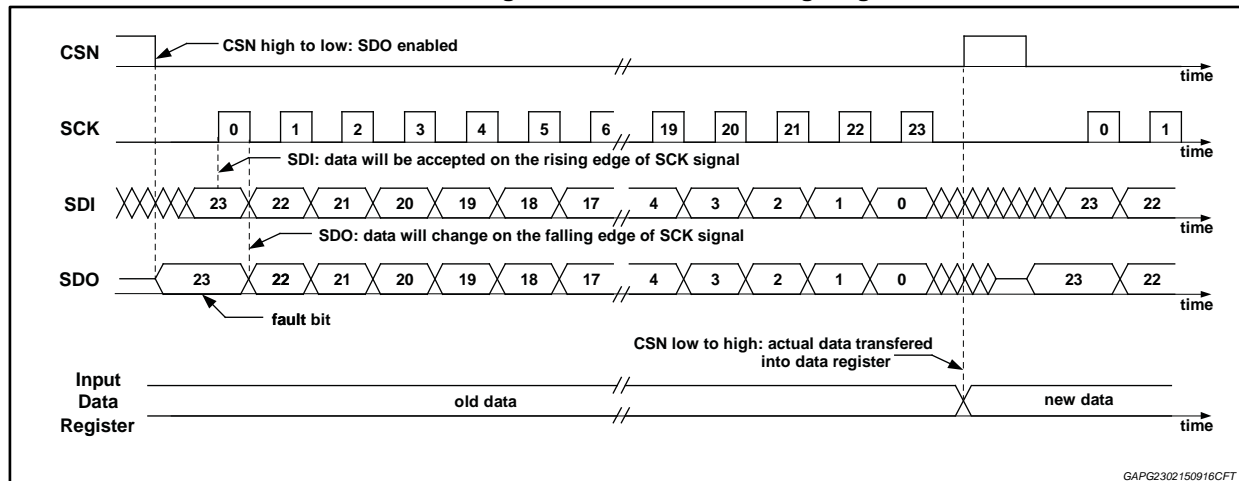 CSN
CSN high to low: SDO enabled
time
SCK
0 1 2 3 4 5 6 19 20 21 22 23 0 1
time
SDI: data will be accepted on the rising edge of SCK signal
SDI
23 22 21 20 19 18 17 4 3 2 1 0 23 22
time
SDO: data will change on the falling edge of SCK signal
SDO
23 22 21 20 19 18 17 4 3 2 1 0 23 22
time
fault bit
CSN low to high: actual data transfered
into data register
Input
Data
Register
old data
new data
time
GAPG2302150916CFT